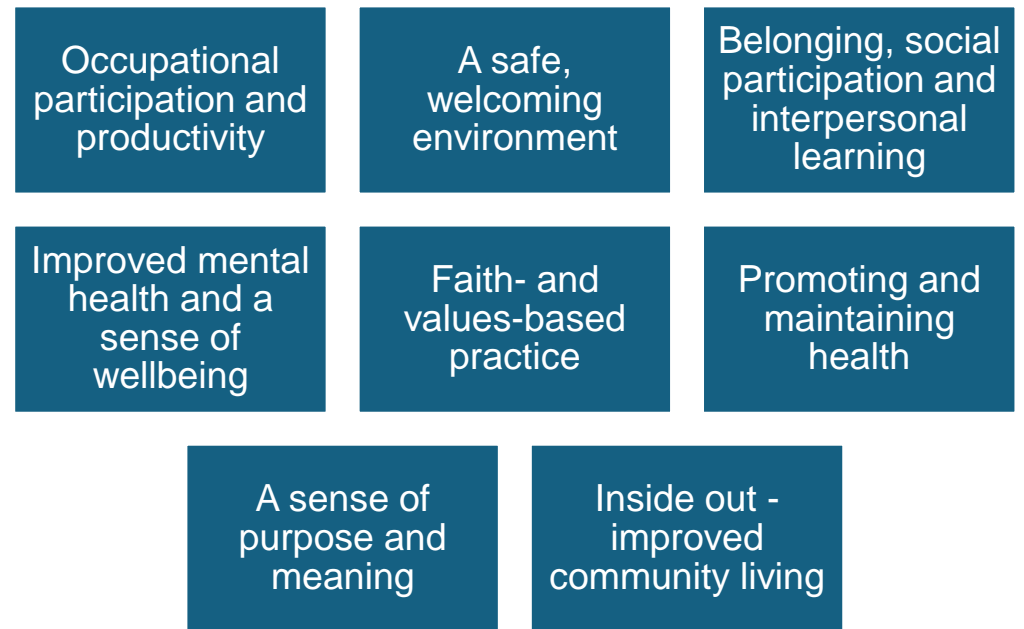 Occupational
participation and
productivity
A safe,
welcoming
environment
Belonging, social
participation and
interpersonal
learning
Improved mental
health and a
sense of
wellbeing
Faith- and
values-based
practice
Promoting and
maintaining
health
A sense of
purpose and
meaning
Inside out -
improved
community living